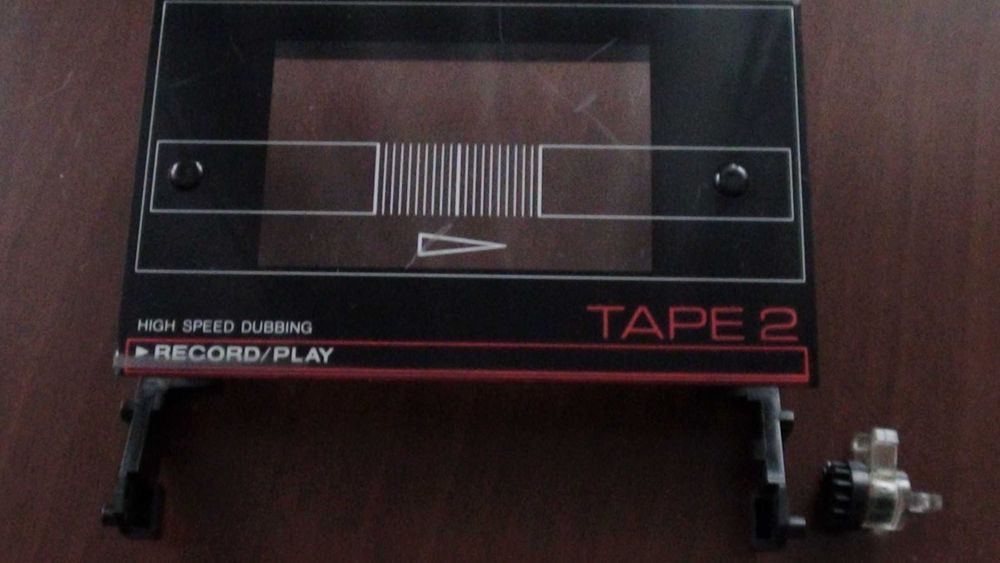 HIGH SPEED DUBBING
TAPE 2
►RECORD/PLAY